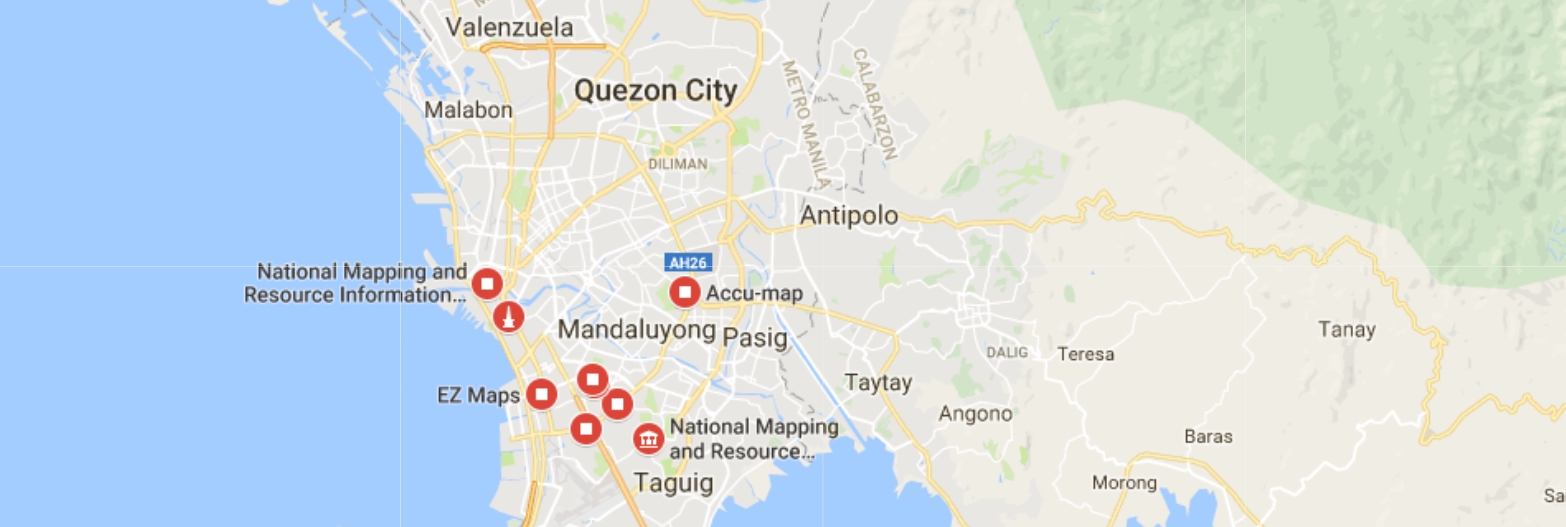 Valenzuela
Quezon City
Malabon
METRO MANILA
CALABARZON
DILIMAN
Antipolo
AH26
National Mapping and
Resource Information...
Accu-map
Mandaluyong
Pasig
Tanay
DALIG
Teresa
Taytay
EZ Maps
Angono
National Mapping
and Resource...
Baras
Taguig
Morong
Sa